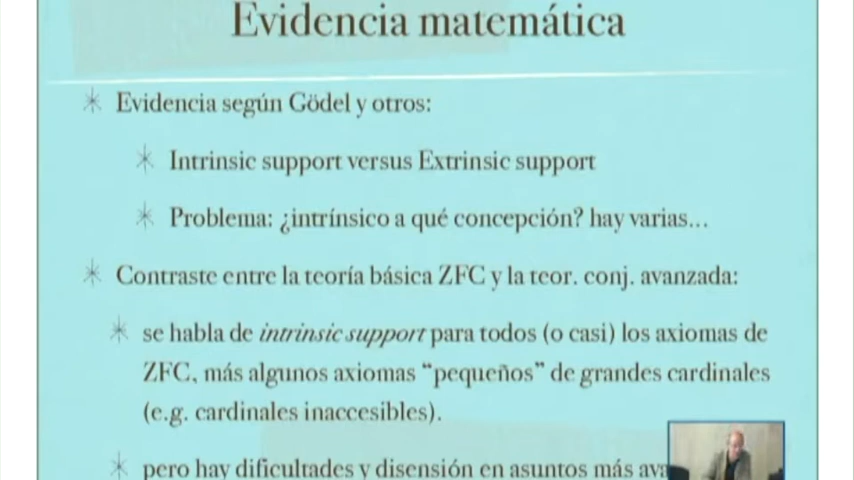 Evidencia matemática
Evidencia según Gödel y otros:
Intrinsic support versus Extrinsic support
Problema: ¿intrínsico a qué concepción? hay varias...
Contraste entre la teoría básica ZFC y la teor. conj. avanzada:
se habla de intrinsic support para todos (o casi) los axiomas de
ZFC, más algunos axiomas “pequeños” de grandes cardinales
(e.g. cardinales inaccesibles).
pero hay dificultades y disensión en asuntos más